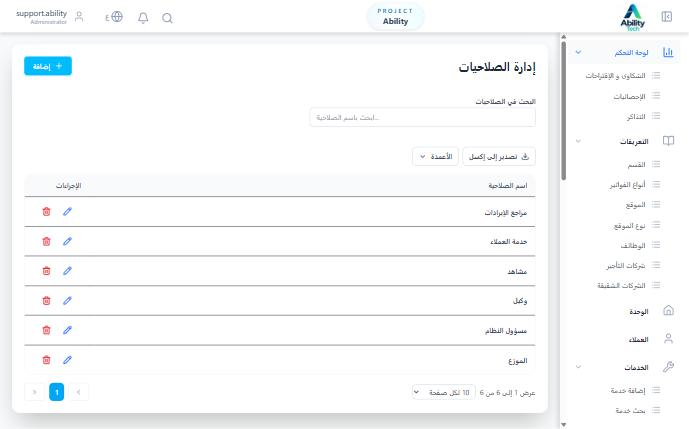 support.ability
Administrator
ع
PROJECT
Ability
Ability
Tech
لوحة التحكم
الشكاوى و الإقتراحات
الإحصائيات
التذاكر
التعريفات
القسم
أنواع الفواتير
الموقع
نوع الموقع
الوظائف
شركات التأجير
الشركات الشقيقة
الوحدة
العملاء
الخدمات
إضافة خدمة
بحث خدمة
إدارة الصلاحيات
إضافة
البحث في الصلاحيات
ابحث باسم الصلاحية...
تصدير إلى إكسل
الأعمدة
اسم الصلاحية الإجراءات
مراجع الإيرادات
خدمة العملاء
مشاهد
وكيل
مسؤول النظام
الموزع
عرض 1 إلى 6 من 6
10 لكل صفحة
1